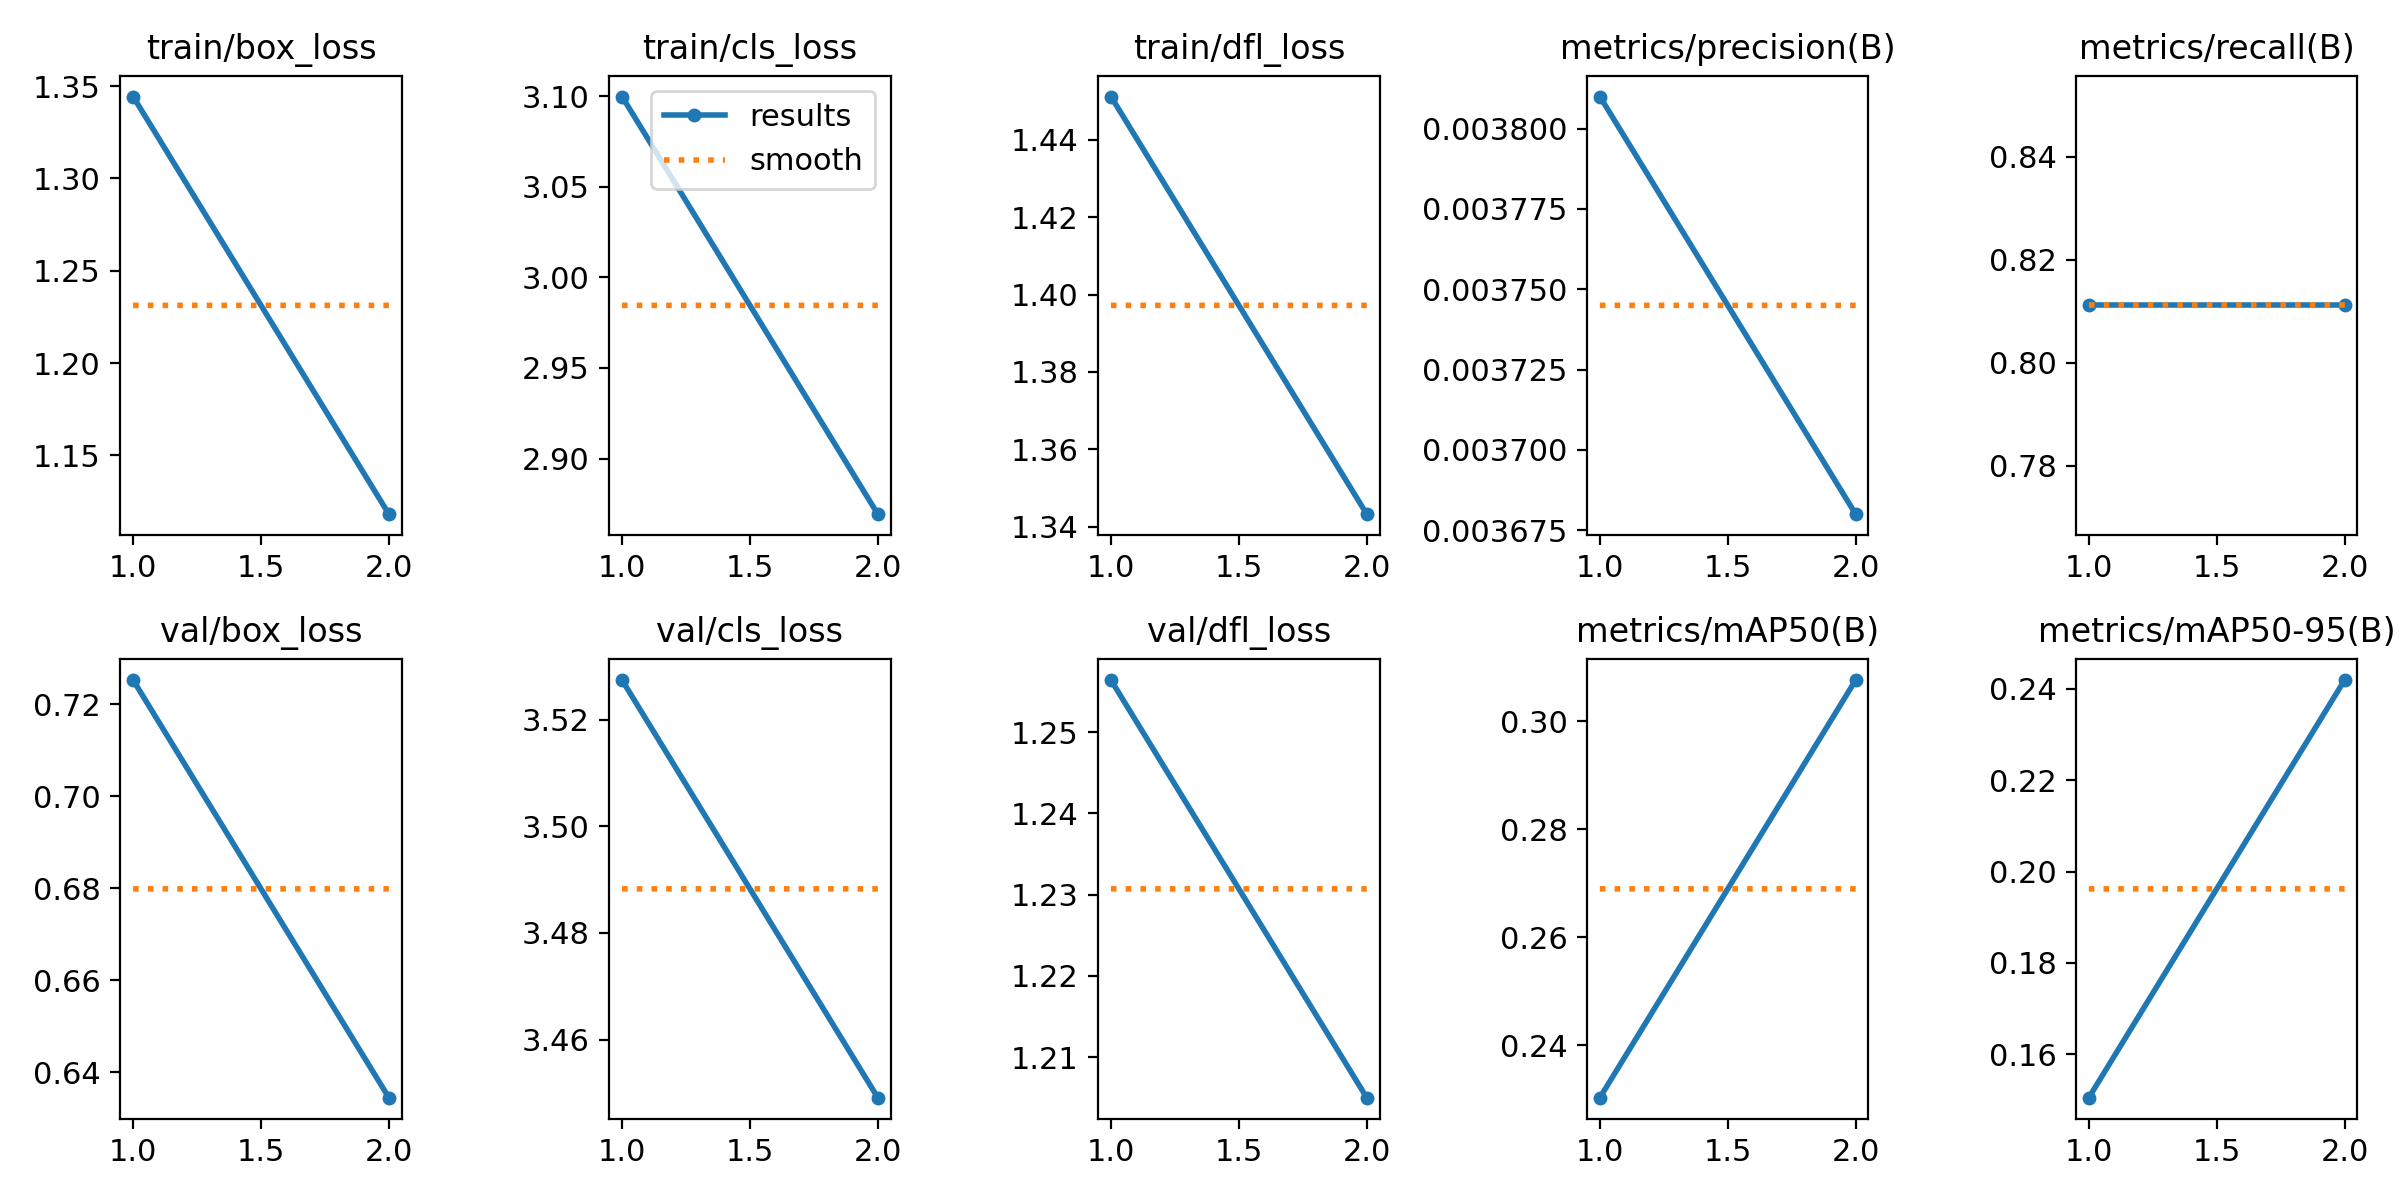 train/box_loss
1.35
1.30
1.25
1.20
1.15
1.0 1.5 2.0
train/cls_loss
results
smooth
3.10
3.05
3.00
2.95
2.90
1.0 1.5 2.0
train/dfl_loss
1.44
1.42
1.40
1.38
1.36
1.34
1.0 1.5 2.0
metrics/precision(B)
0.003800
0.003775
0.003750
0.003725
0.003700
0.003675
1.0 1.5 2.0
metrics/recall(B)
0.84
0.82
0.80
0.78
1.0 1.5 2.0
val/box_loss
0.72
0.70
0.68
0.66
0.64
1.0 1.5 2.0
val/cls_loss
3.52
3.50
3.48
3.46
1.0 1.5 2.0
val/dfl_loss
1.25
1.24
1.23
1.22
1.21
1.0 1.5 2.0
metrics/mAP50(B)
0.30
0.28
0.26
0.24
1.0 1.5 2.0
metrics/mAP50-95(B)
0.24
0.22
0.20
0.18
0.16
1.0 1.5 2.0